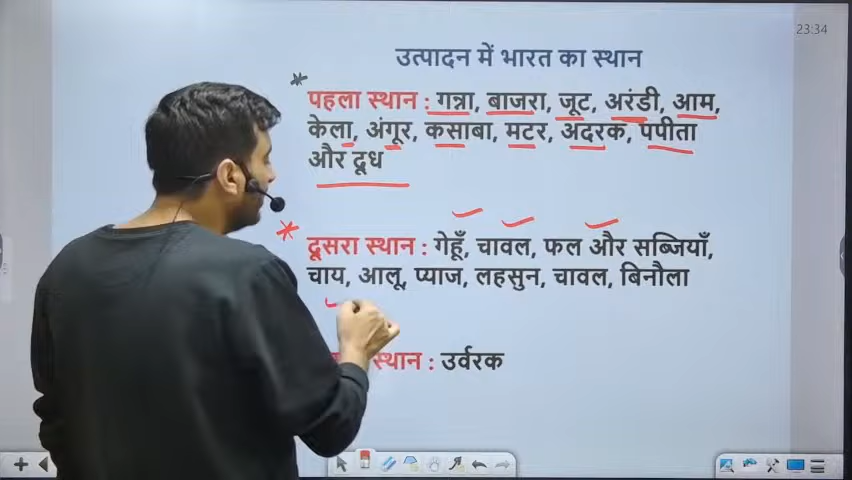 23:34
उत्पादन में भारत का स्थान
पहला स्थान : गन्ना, बाजरा, जूट, अरंडी, आम,
केला, अंगूर, कसाबा, मटर, अदरक, पपीता
और दूध
दूसरा स्थान : गेहूँ, चावल, फल और सब्जियाँ,
चाय, आलू, प्याज, लहसुन, चावल, बिनौला
स्थान : उर्वरक